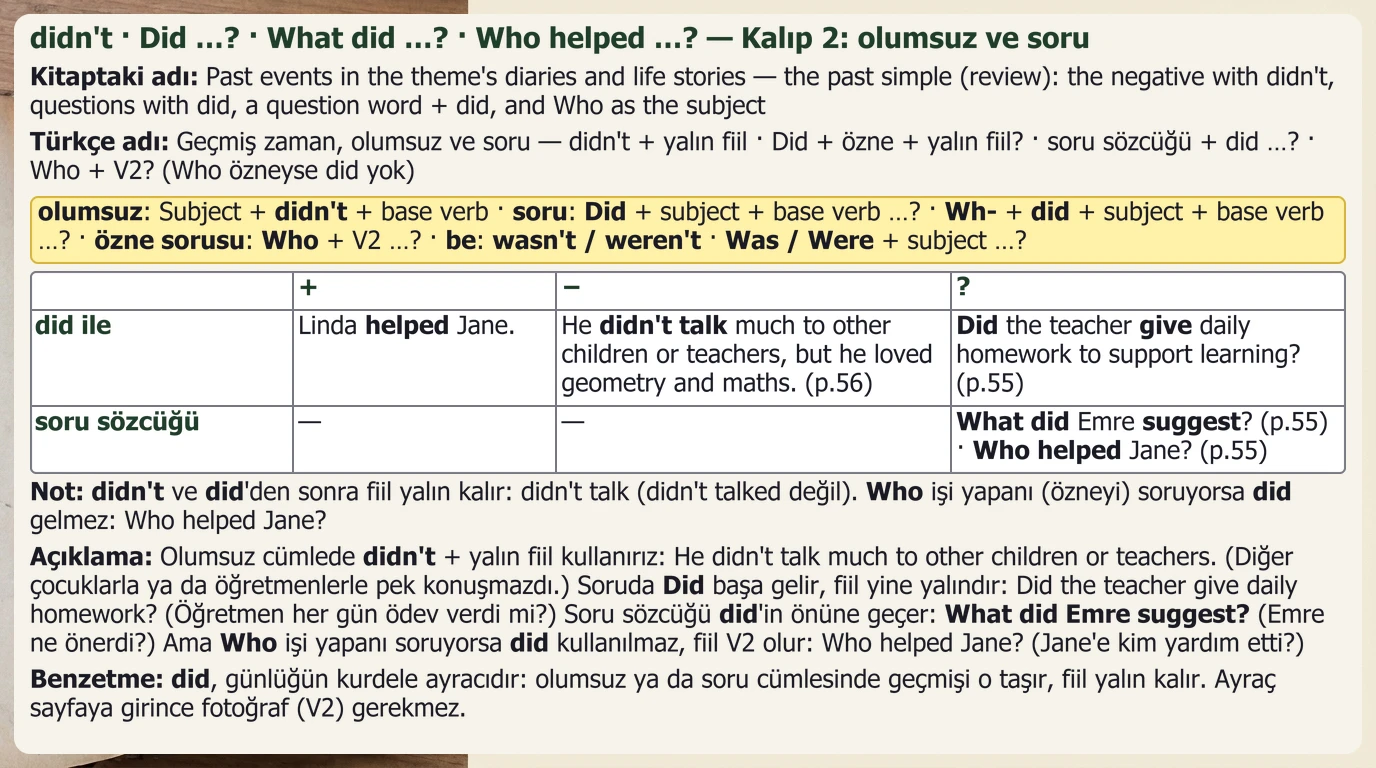 didn't · Did …? · What did …? · Who helped …? — Kalıp 2: olumsuz ve soru
Kitaptaki adı: Past events in the theme's diaries and life stories — the past simple (review): the negative with didn't,
questions with did, a question word + did, and Who as the subject
Türkçe adı: Geçmiş zaman, olumsuz ve soru — didn't + yalın fiil · Did + özne + yalın fiil? · soru sözcüğü + did …? ·
Who + V2? (Who özneyse did yok)
olumsuz: Subject + didn't + base verb · soru: Did + subject + base verb …? · Wh- + did + subject + base verb
…? · özne sorusu: Who + V2 …? · be: wasn't / weren't · Was / Were + subject …?
+ − ?
did ile
Linda helped Jane.
He didn't talk much to other
children or teachers, but he loved
geometry and maths. (p.56)
Did the teacher give daily
homework to support learning?
(p.55)
soru sözcüğü
—
—
What did Emre suggest? (p.55)
· Who helped Jane? (p.55)
Not: didn't ve did'den sonra fiil yalın kalır: didn't talk (didn't talked değil). Who işi yapanı (özneyi) soruyorsa did
gelmez: Who helped Jane?
Açıklama: Olumsuz cümlede didn't + yalın fiil kullanırız: He didn't talk much to other children or teachers. (Diğer
çocuklarla ya da öğretmenlerle pek konuşmazdı.) Soruda Did başa gelir, fiil yine yalındır: Did the teacher give daily
homework? (Öğretmen her gün ödev verdi mi?) Soru sözcüğü did'in önüne geçer: What did Emre suggest? (Emre
ne önerdi?) Ama Who işi yapanı soruyorsa did kullanılmaz, fiil V2 olur: Who helped Jane? (Jane'e kim yardım etti?)
Benzetme: did, günlüğün kurdele ayracıdır: olumsuz ya da soru cümlesinde geçmişi o taşır, fiil yalın kalır. Ayraç
sayfaya girince fotoğraf (V2) gerekmez.